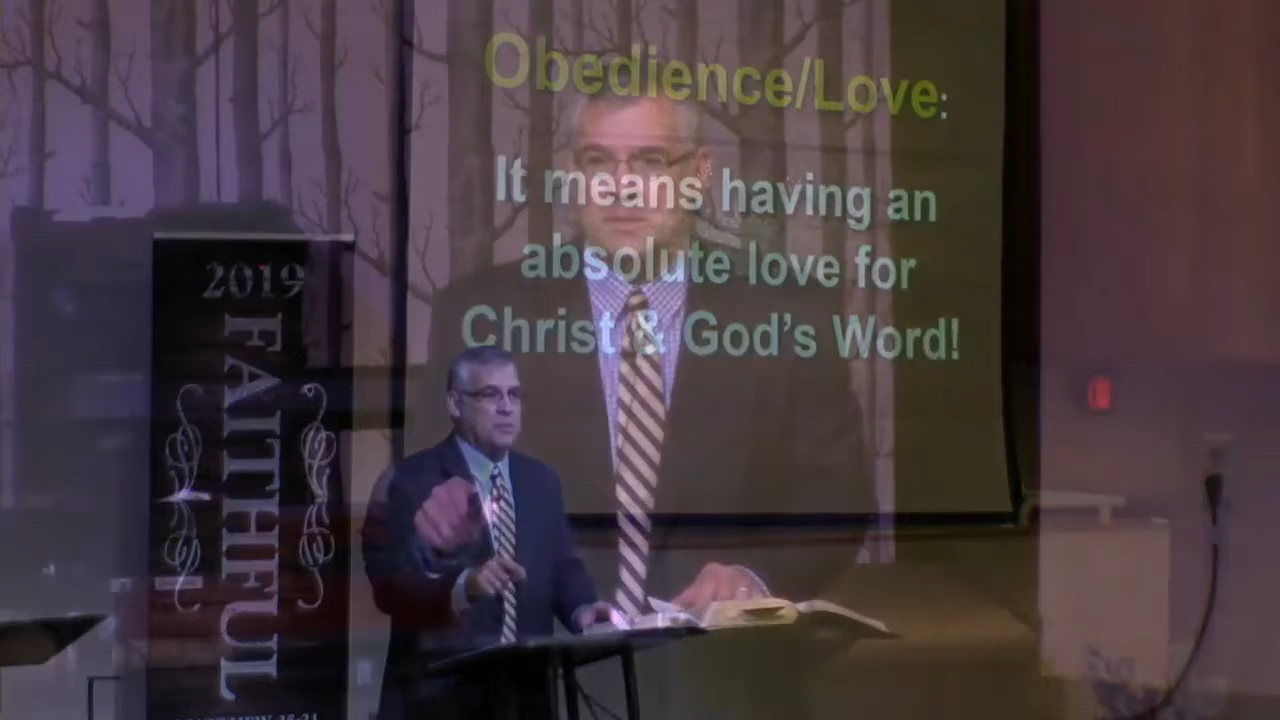 Obedience/Love:
It means having an
absolute love for
Christ & God's Word!
2019
FAITHFUL